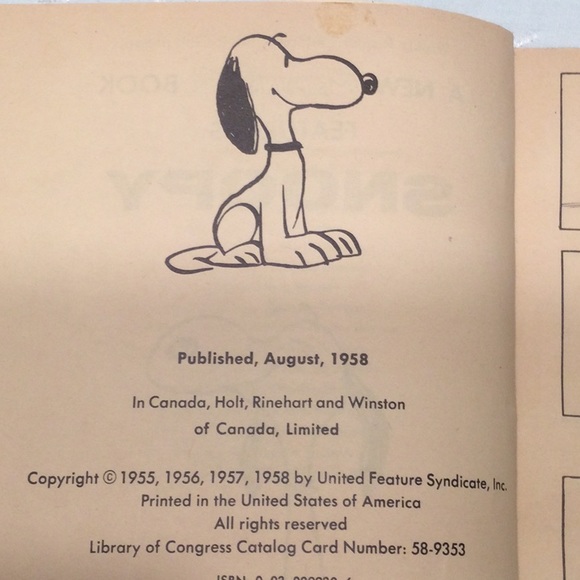 Published, August, 1958
In Canada, Holt, Rinehart and Winston
of Canada, Limited
Copyright © 1955, 1956, 1957, 1958 by United Feature Syndicate, Inc.
Printed in the United States of America
All rights reserved
Library of Congress Catalog Card Number: 58-9353